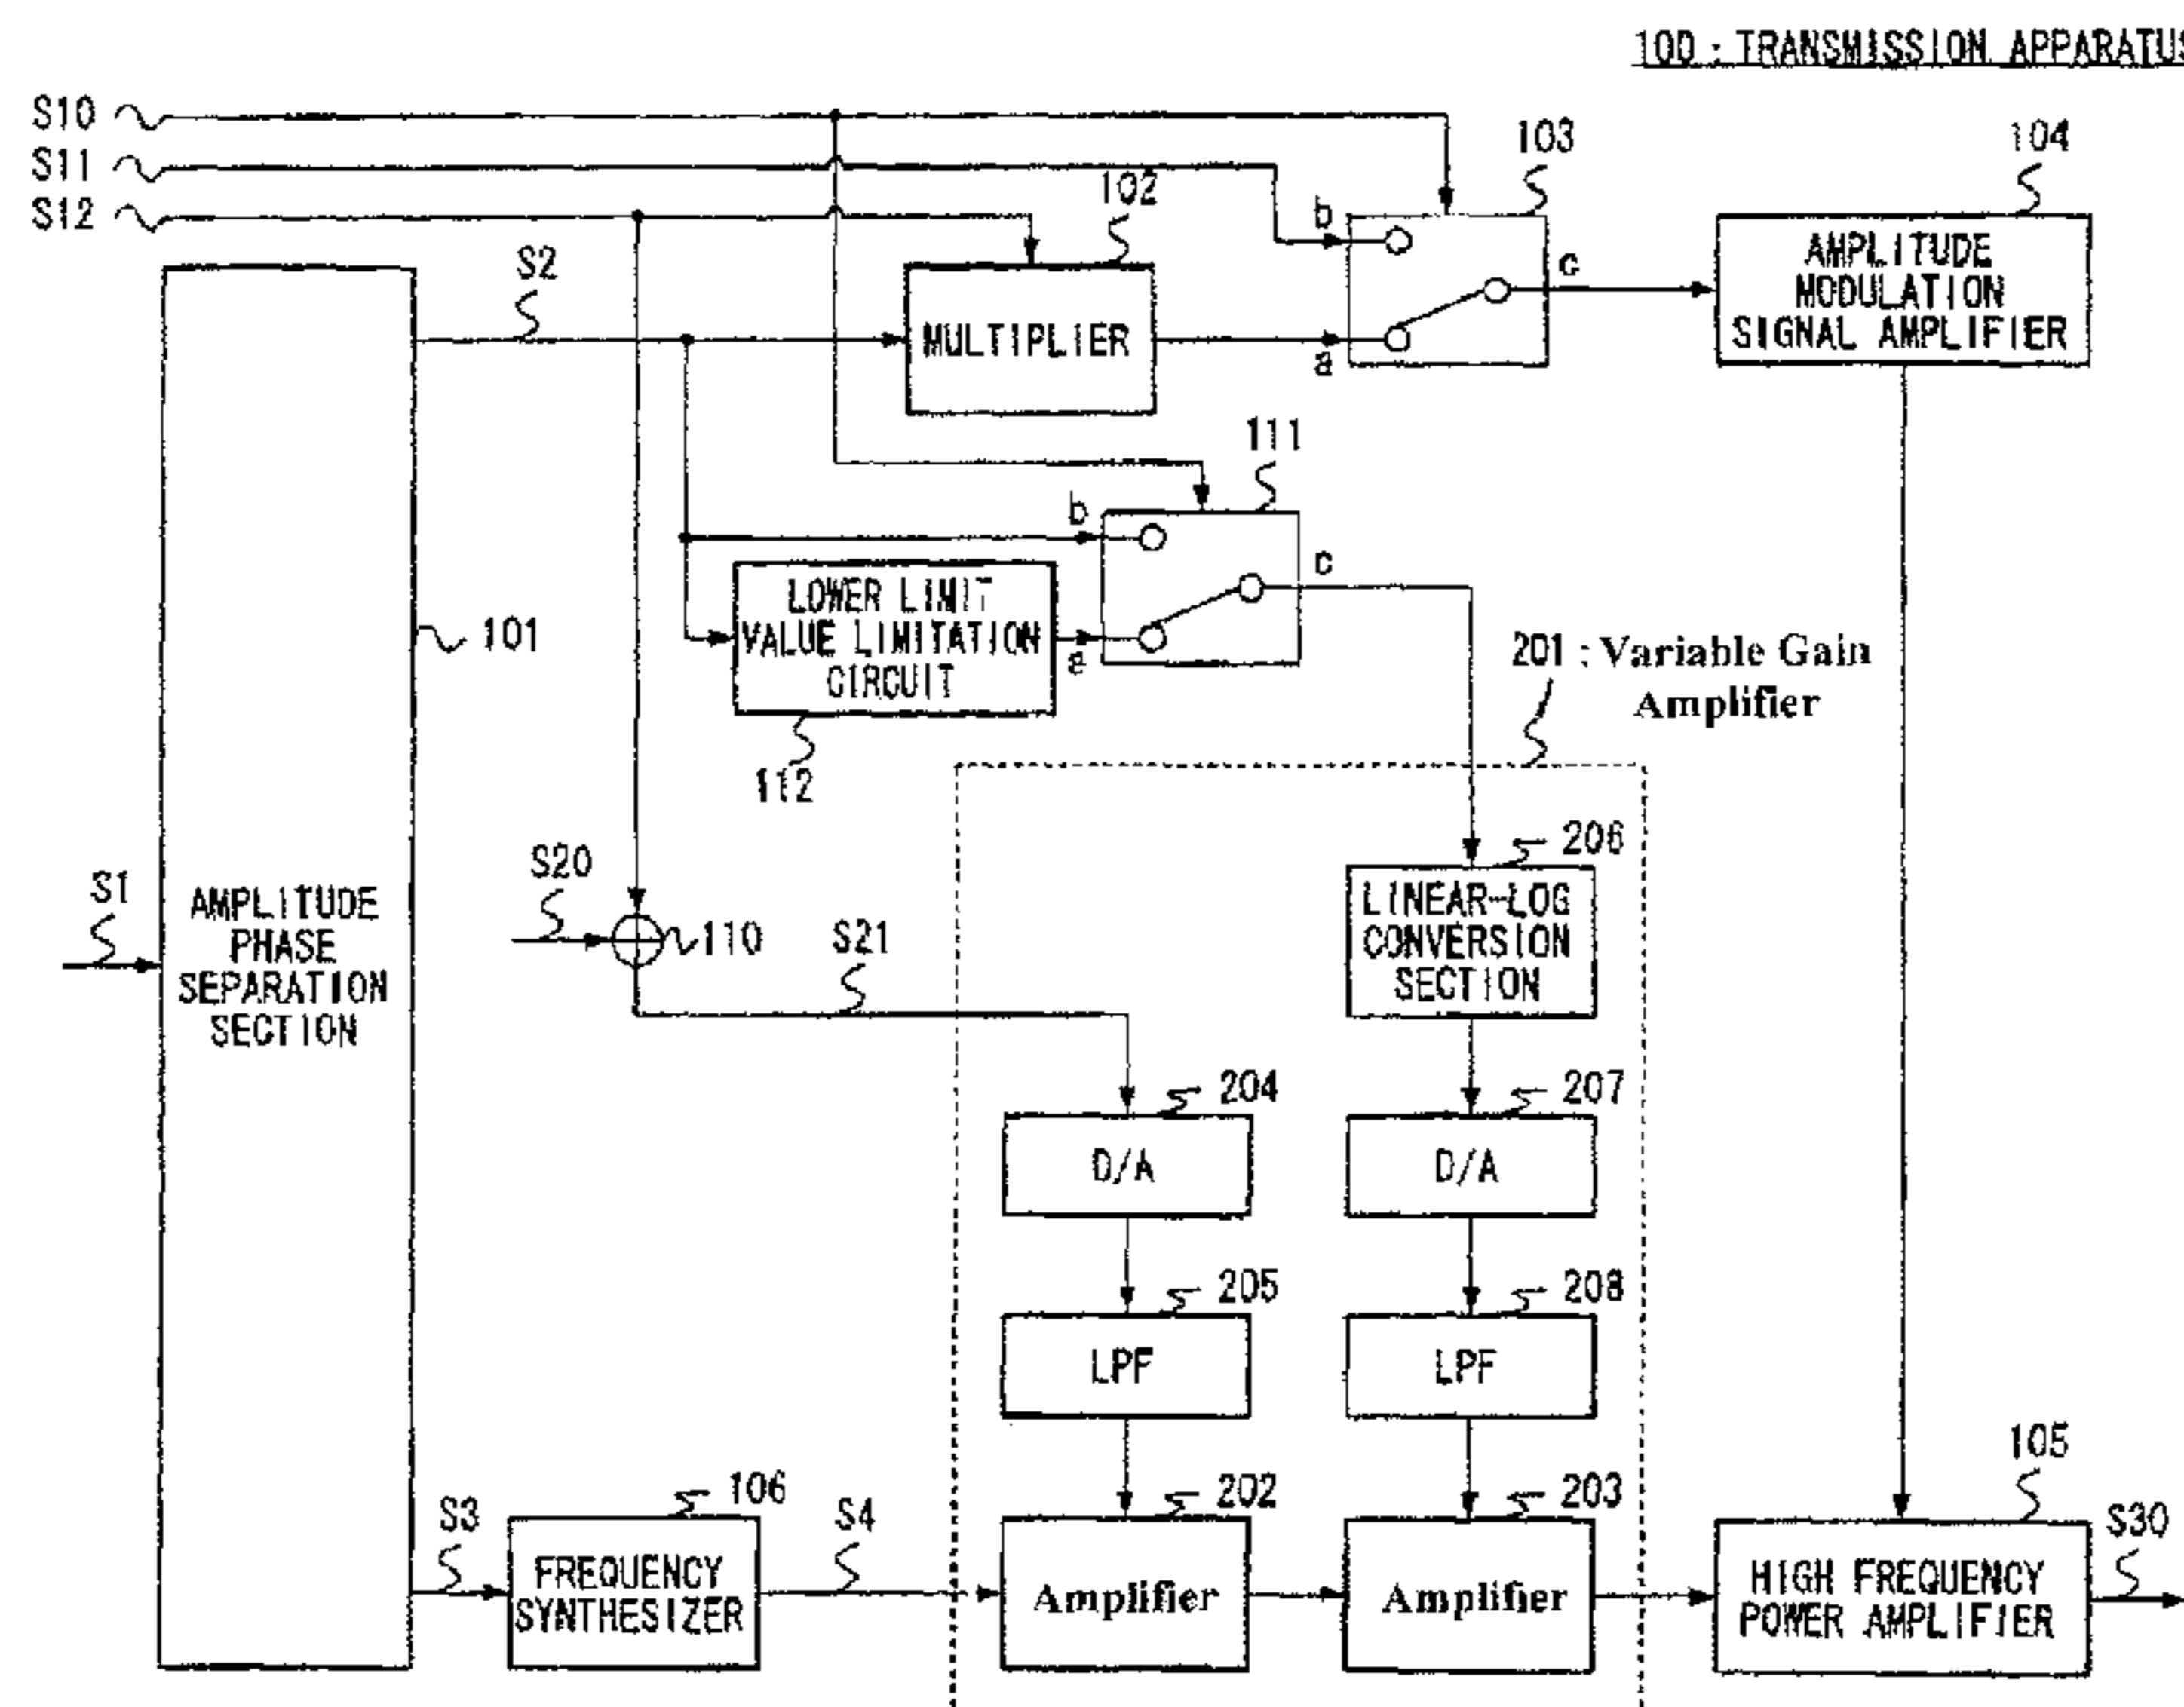 100 : TRANSMISSION APPARATUS
S10
S11
S12
103
104
102
b
c
a
AMPLITUDE
MODULATION
SIGNAL AMPLIFIER
S2
MULTIPLIER
111
b
c
a
LOWER LIMIT
VALUE LIMITATION
CIRCUIT
112
101
201 : Variable Gain
Amplifier
S1
AMPLITUDE
PHASE
SEPARATION
SECTION
S20
110
S21
206
LINEAR-LOG
CONVERSION
SECTION
204
D/A
207
D/A
205
LPF
208
LPF
S3
106
FREQUENCY
SYNTHESIZER
S4
202
Amplifier
203
Amplifier
105
HIGH FREQUENCY
POWER AMPLIFIER
S30